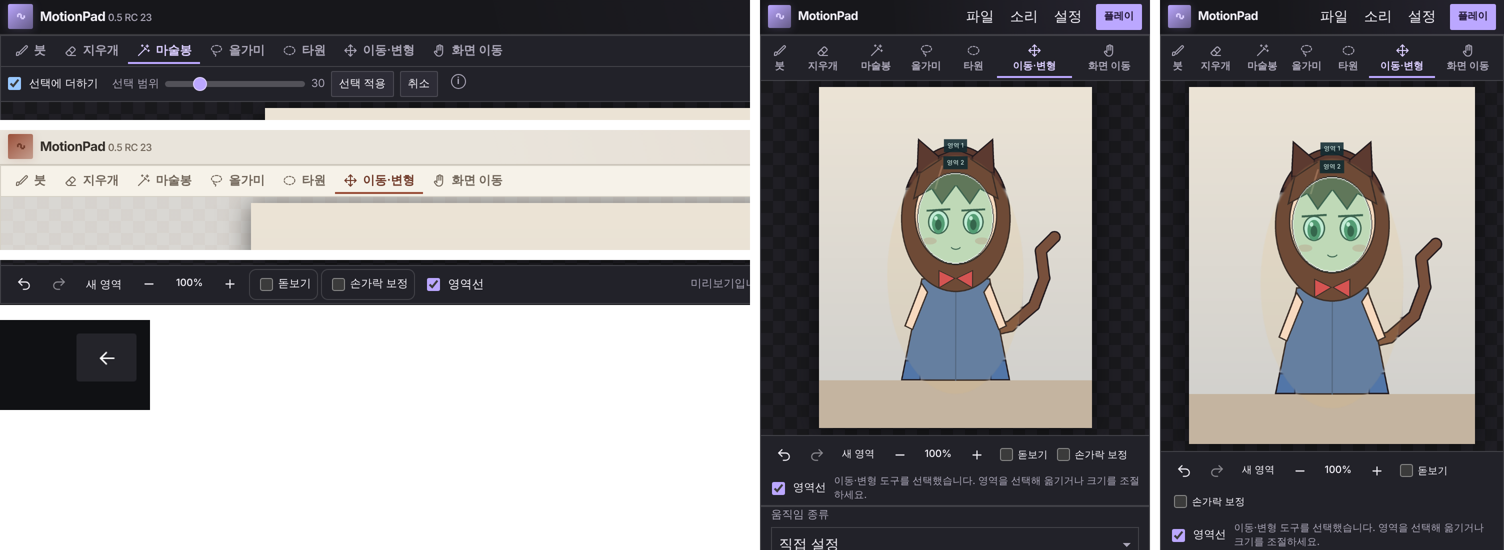 MotionPad 0.5 RC 23
붓 지우개 마술봉 올가미 타원 이동·변형 화면 이동
선택에 더하기 선택 범위 30 선택 적용 취소
MotionPad 0.5 RC 23
붓 지우개 마술봉 올가미 타원 이동·변형 화면 이동
새 영역 100% 돋보기 손가락 보정 영역선
MotionPad 파일 소리 설정 플레이
붓 지우개 마술봉 올가미 타원 이동·변형 화면 이동
영역 1
영역 2
새 영역 100% 돋보기 손가락 보정
영역선 이동·변형 도구를 선택했습니다. 영역을 선택해 옮기거나 크기를 조절
하세요.
움직임 종류
직접 설정
MotionPad 파일 소리 설정 플레이
붓 지우개 마술봉 올가미 타원 이동·변형 화면 이동
영역 1
영역 2
새 영역 100% 돋보기
손가락 보정
영역선 이동·변형 도구를 선택했습니다. 영역을 선택해 옮기거나
크기를 조절하세요.